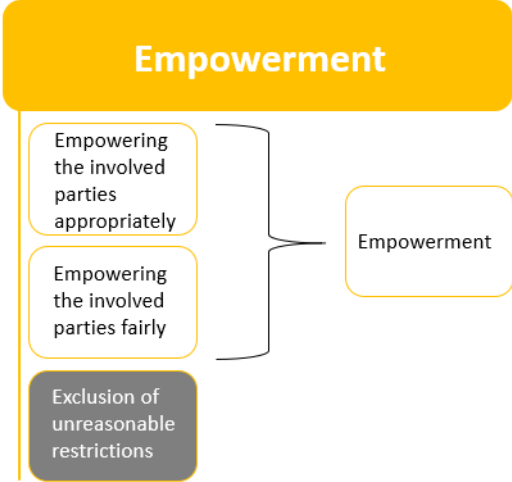 Empowerment
Empowering
the involved
parties
appropriately
Empowering
the involved
parties fairly
Exclusion of
unreasonable
restrictions
Empowerment